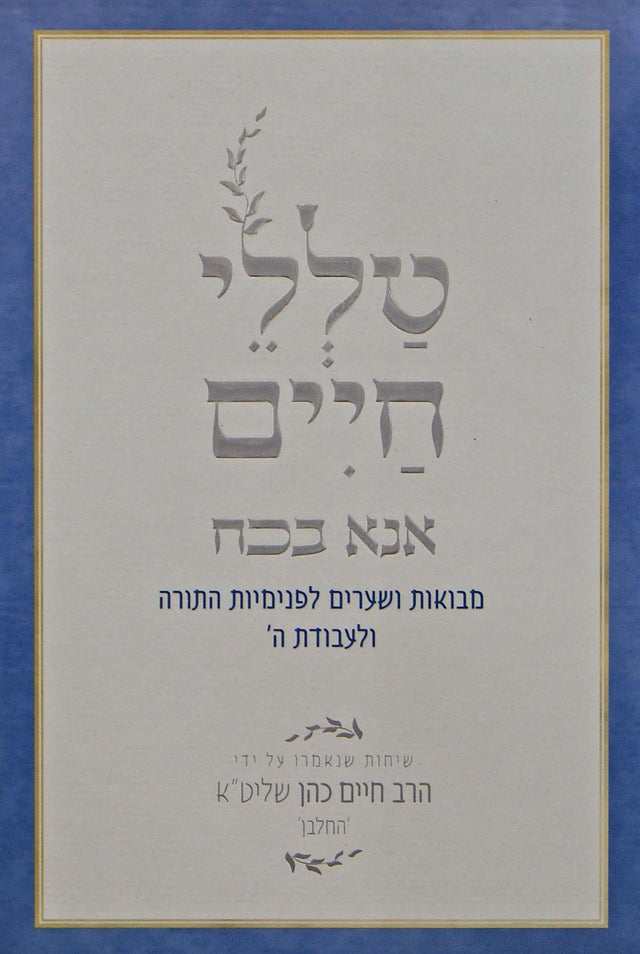 טַלְלֵי
חַיִּים
אנא בכח
מבואות ושערים לפנימיות התורה
ולעבודת ה'
שיחות שנאמרו על ידי
הרב חיים כהן שליט"א
'החלבן'